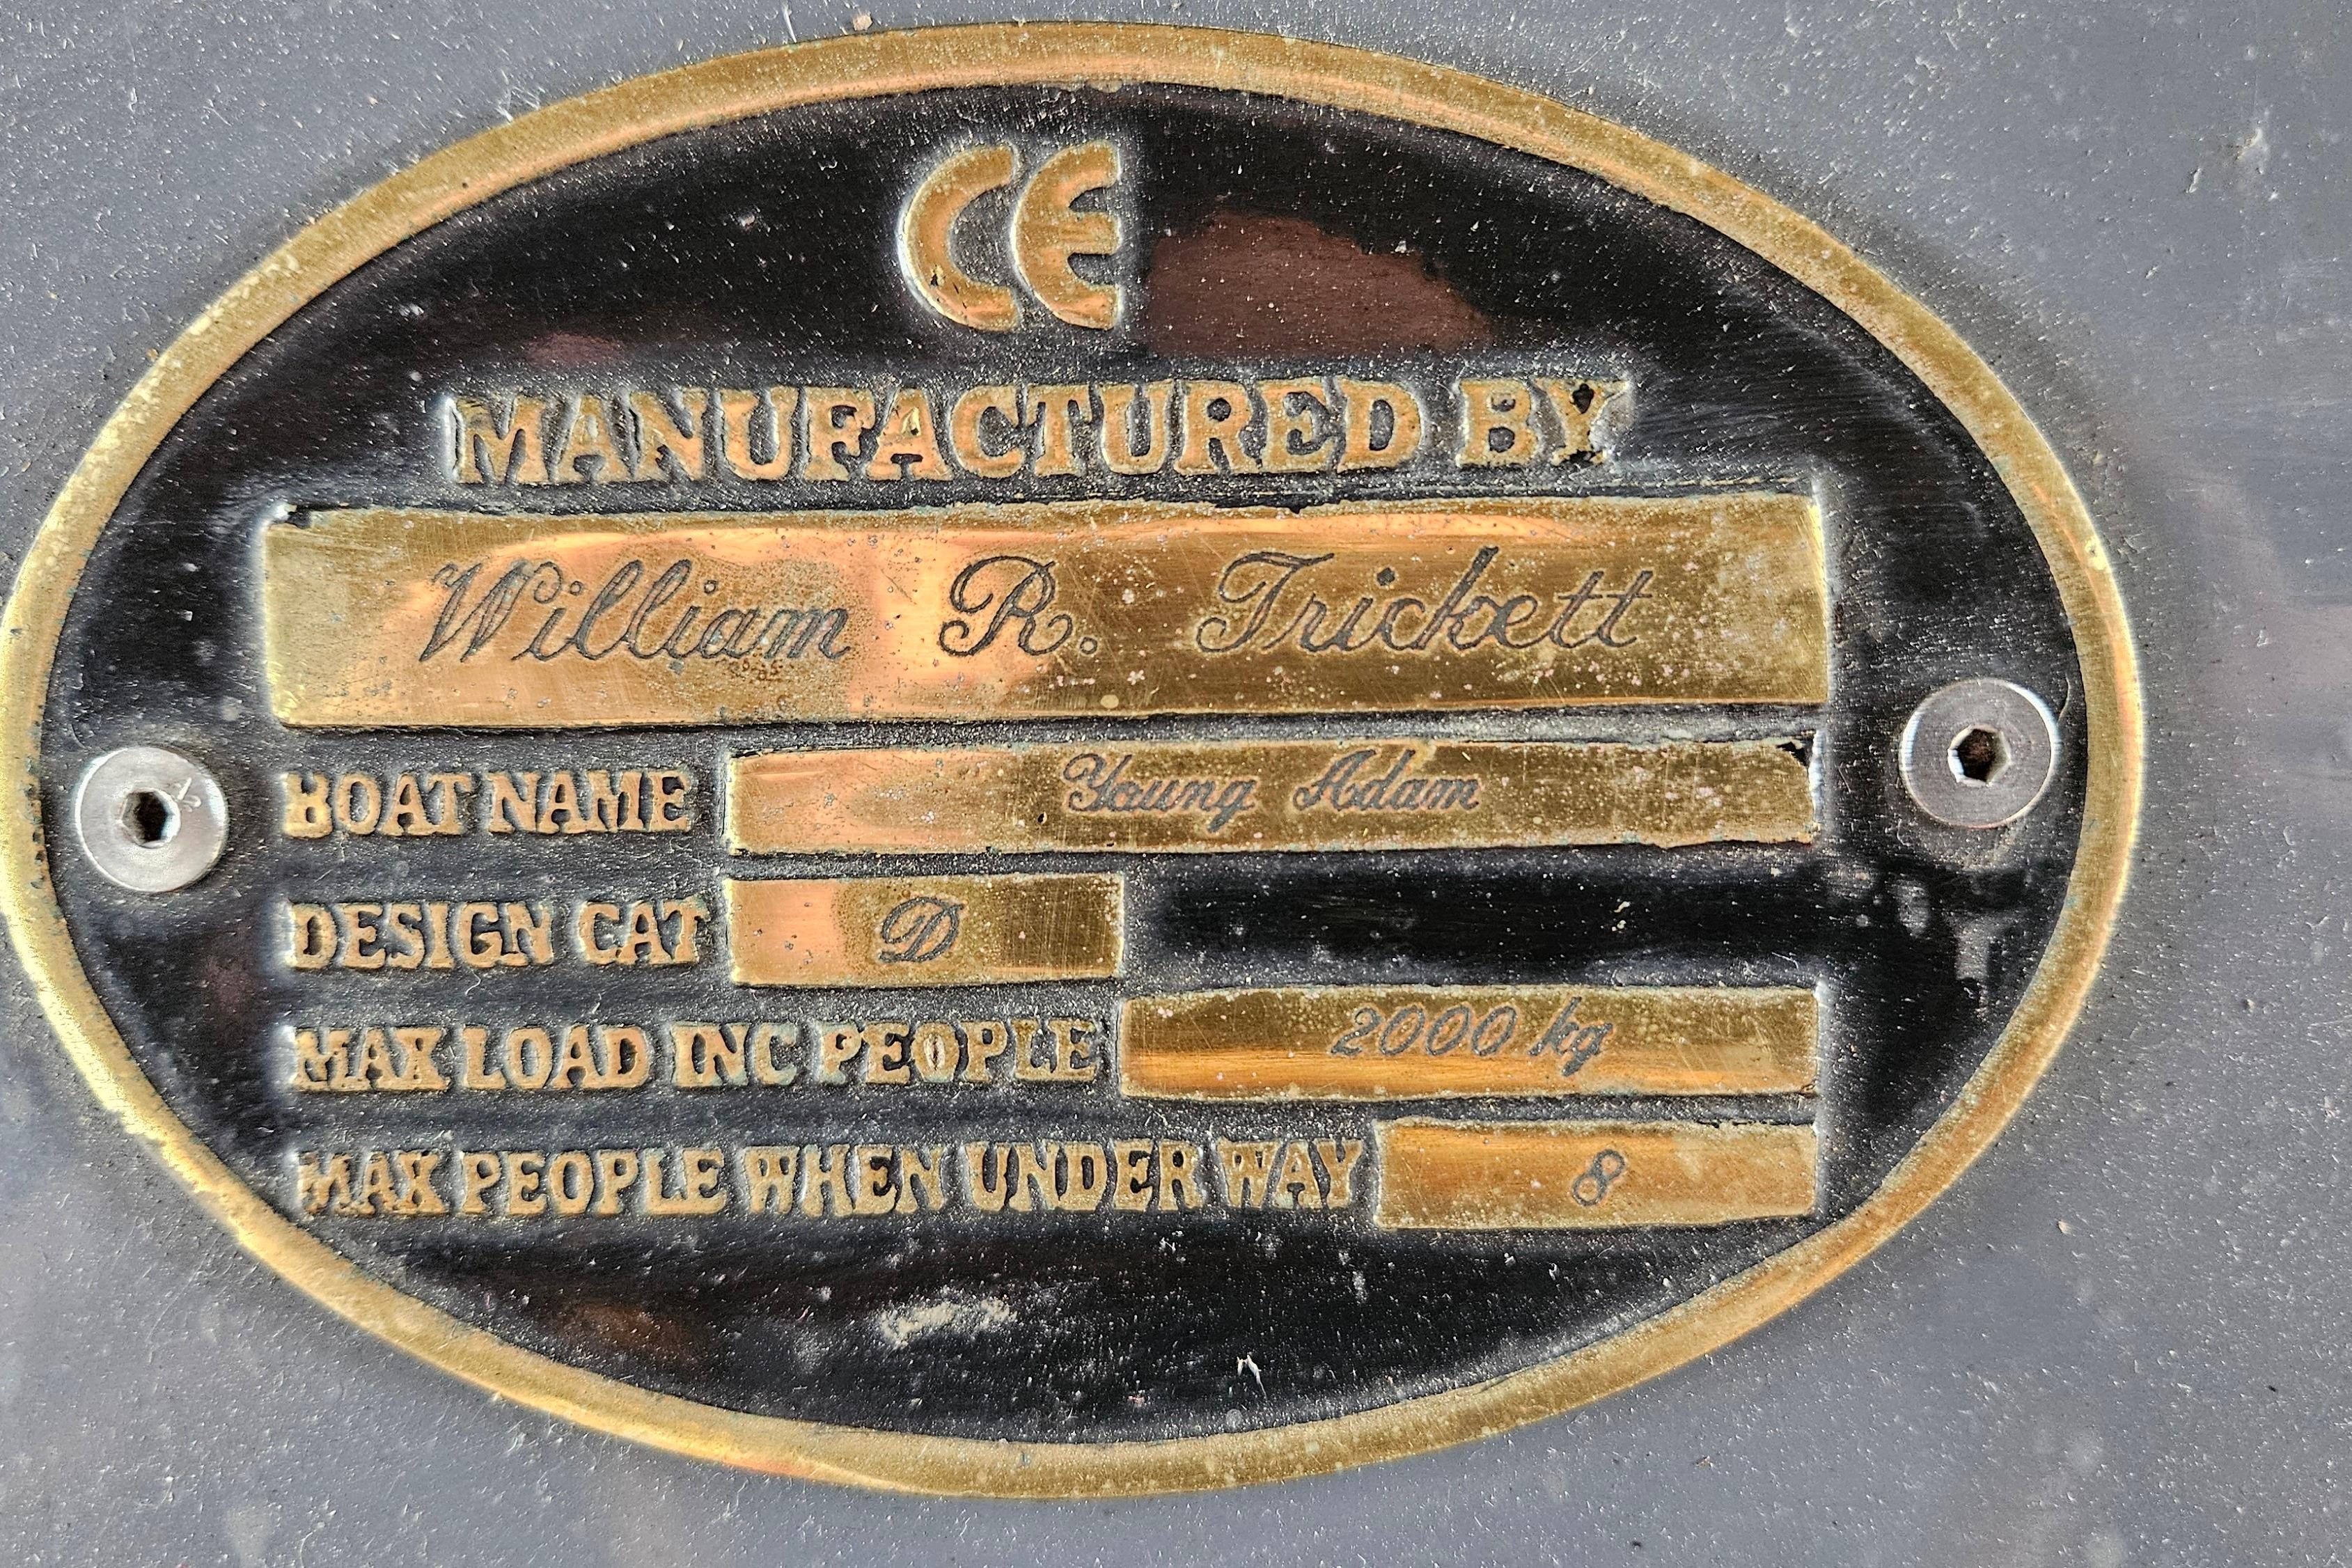 CE
MANUFACTURED BY
William R. Trickett
BOAT NAME Young Adam
DESIGN CAT D
MAX LOAD INC PEOPLE 2000 kg
MAX PEOPLE WHEN UNDER WAY 8